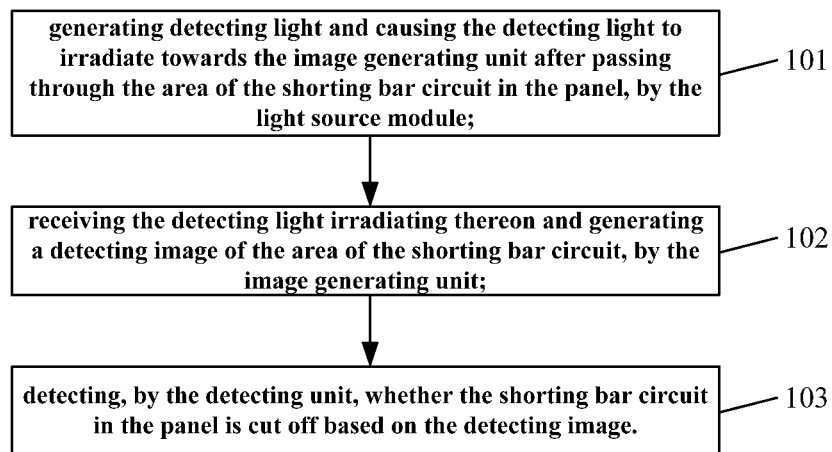 generating detecting light and causing the detecting light to
irradiate towards the image generating unit after passing
through the area of the shorting bar circuit in the panel, by the
light source module;
101
receiving the detecting light irradiating thereon and generating
a detecting image of the area of the shorting bar circuit, by the
image generating unit;
102
detecting, by the detecting unit, whether the shorting bar circuit
in the panel is cut off based on the detecting image.
103